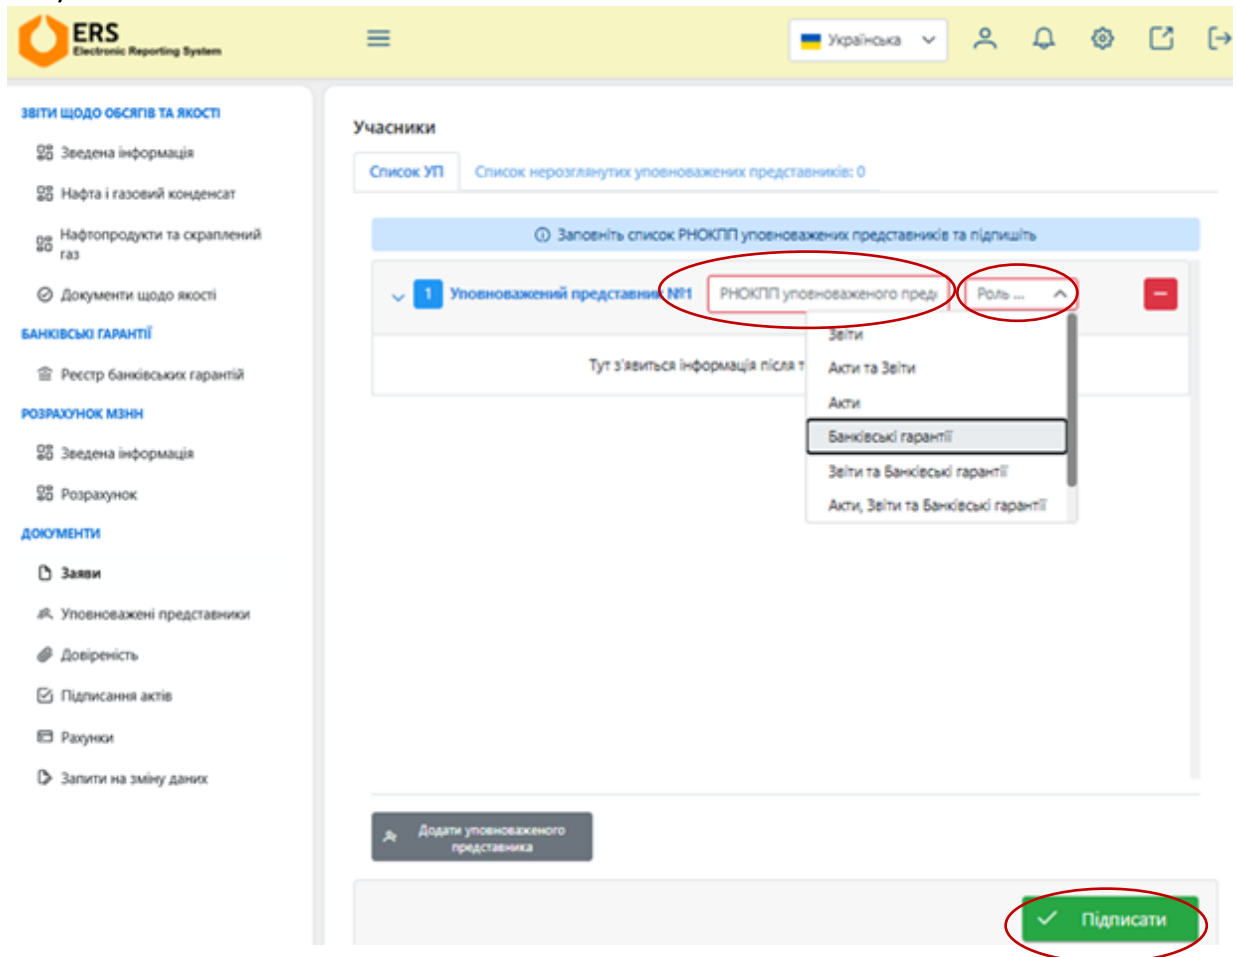 ERS
Electronic Reporting System
Українська
ЗВІТИ ЩОДО ОБСЯГІВ ТА ЯКОСТІ
Зведена інформація
Нафта і газовий конденсат
Нафтопродукти та скраплений
газ
Документи щодо якості
БАНКІВСЬКІ ГАРАНТІЇ
Реєстр банківських гарантій
РОЗРАХУНОК МЗНН
Зведена інформація
Розрахунок
ДОКУМЕНТИ
Заяви
Уповноважені представники
Довіреність
Підписання актів
Рахунки
Запити на зміну даних
Учасники
Список УП
Список нерозглянутих уповноважених представників: 0
Заповніть список РНОКПП уповноважених представників та підпишіть
1 Уповноважений представник №1
РНОКПП уповноваженого пред
Роль ...
Тут з'явиться інформація після т
Звіти
Акти та Звіти
Акти
Банківські гарантії
Звіти та Банківські гарантії
Акти, Звіти та Банківські гарантії
Додати уповноваженого
представника
Підписати